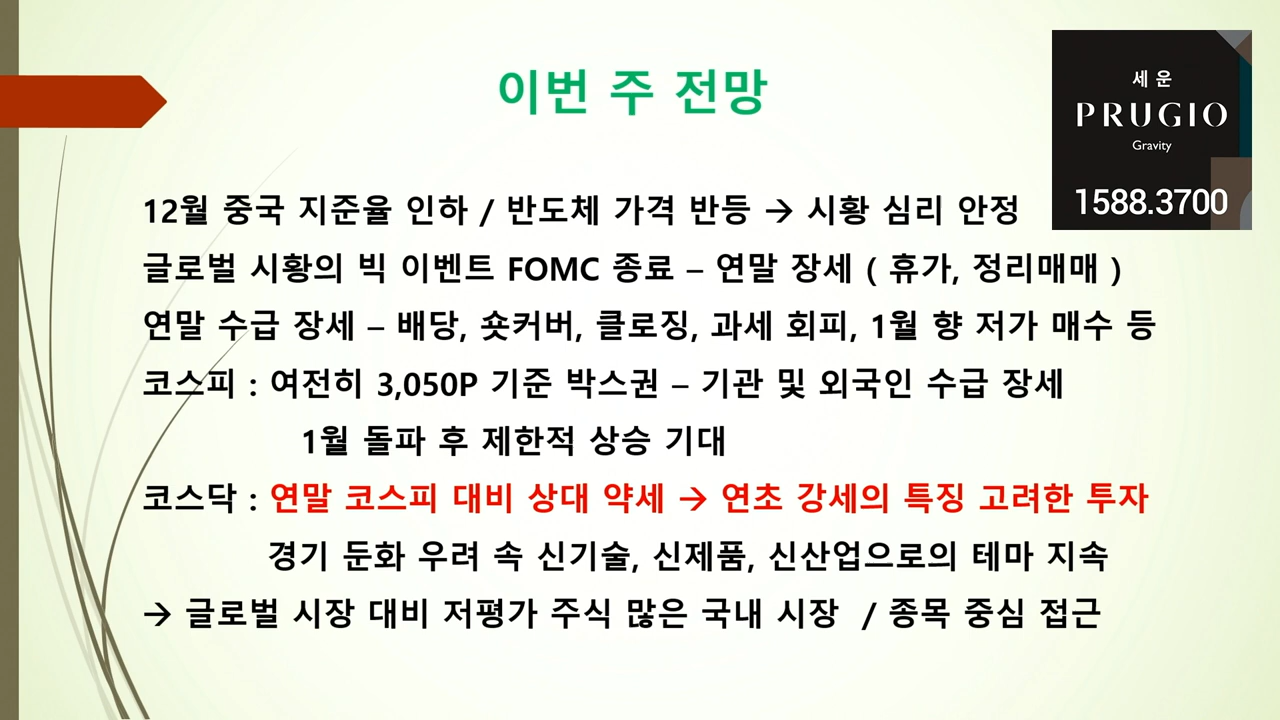 이번 주 전망
세운
PRUGIO
Gravity
1588.3700
12월 중국 지준율 인하 / 반도체 가격 반등 → 시황 심리 안정
글로벌 시황의 빅 이벤트 FOMC 종료 – 연말 장세 ( 휴가, 정리매매 )
연말 수급 장세 – 배당, 숏커버, 클로징, 과세 회피, 1월 향 저가 매수 등
코스피 : 여전히 3,050P 기준 박스권 – 기관 및 외국인 수급 장세
1월 돌파 후 제한적 상승 기대
코스닥 : 연말 코스피 대비 상대 약세 → 연초 강세의 특징 고려한 투자
경기 둔화 우려 속 신기술, 신제품, 신산업으로의 테마 지속
→ 글로벌 시장 대비 저평가 주식 많은 국내 시장 / 종목 중심 접근